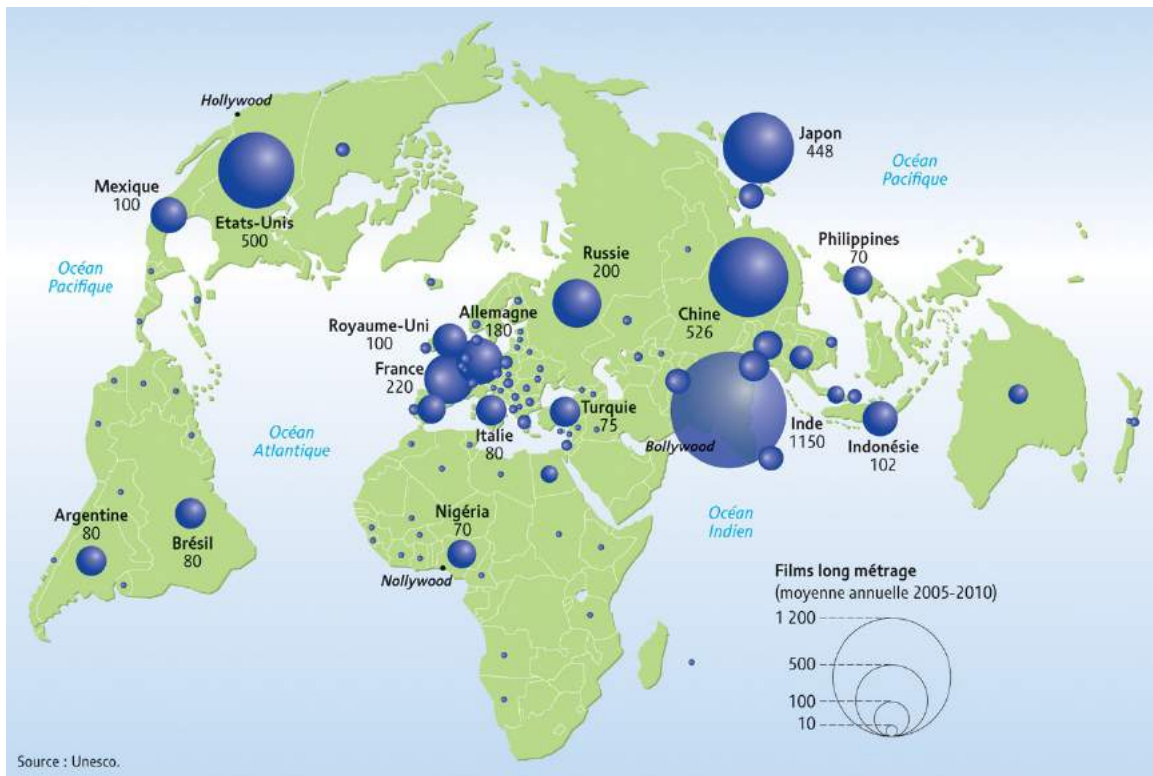 Hollywood
Japon
448
Océan
Pacifique
Mexique
100
Etats-Unis
500
Philippines
70
Russie
200
Océan
Pacifique
Allemagne
180
Royaume-Uni
100
Chine
526
France
220
Turquie
75
Italie
80
Inde
1150
Bollywood
Indonésie
102
Océan
Atlantique
Océan
Indien
Argentine
80
Brésil
80
Nigéria
70
Nollywood
Films long métrage
(moyenne annuelle 2005-2010)
1 200
500
100
10
Source : Unesco.